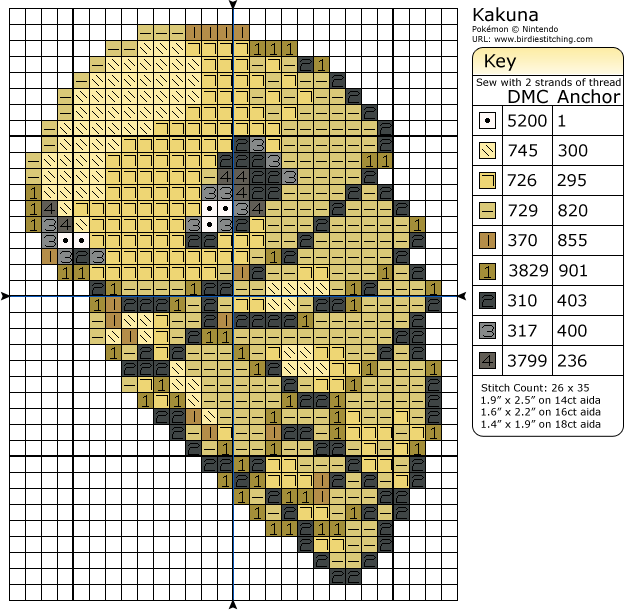 Kakuna
Pokémon © Nintendo
URL: www.birdiestitching.com
Key
Sew with 2 strands of thread
DMC Anchor
5200 1
745 300
726 295
729 820
370 855
3829 901
2 310 403
3 317 400
4 3799 236
Stitch Count: 26 x 35
1.9” x 2.5” on 14ct aida
1.6” x 2.2” on 16ct aida
1.4” x 1.9” on 18ct aida